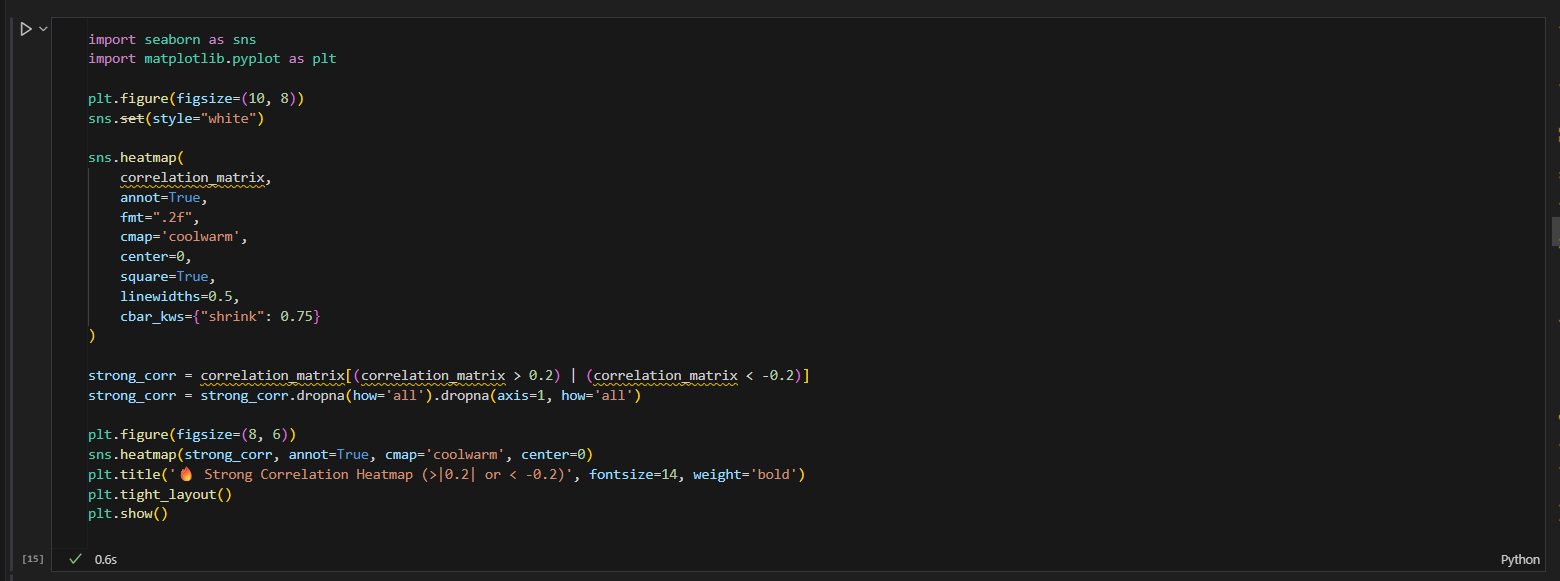 import seaborn as sns
import matplotlib.pyplot as plt
plt.figure(figsize=(10, 8))
sns.set(style="white")
sns.heatmap(
    correlation_matrix,
    annot=True,
    fmt=".2f",
    cmap='coolwarm',
    center=0,
    square=True,
    linewidths=0.5,
    cbar_kws={"shrink": 0.75}
)
strong_corr = correlation_matrix[(correlation_matrix > 0.2) | (correlation_matrix < -0.2)]
strong_corr = strong_corr.dropna(how='all').dropna(axis=1, how='all')
plt.figure(figsize=(8, 6))
sns.heatmap(strong_corr, annot=True, cmap='coolwarm', center=0)
plt.title('🔥 Strong Correlation Heatmap (>|0.2| or < -0.2)', fontsize=14, weight='bold')
plt.tight_layout()
plt.show()
[15] ✓ 0.6s Python